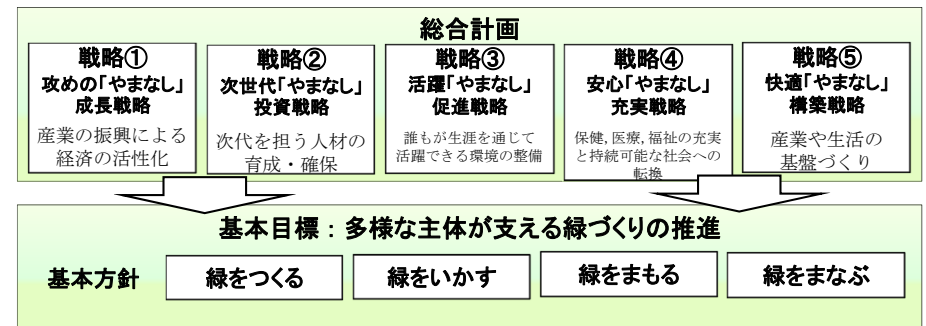 総合計画
戦略①
攻めの「やまなし」
成長戦略
産業の振興による
経済の活性化
戦略②
次世代「やまなし」
投資戦略
次代を担う人材の
育成・確保
戦略③
活躍「やまなし」
促進戦略
誰もが生涯を通じて
活躍できる環境の整備
戦略④
安心「やまなし」
充実戦略
保健,医療,福祉の充実
と持続可能な社会への
転換
戦略⑤
快適「やまなし」
構築戦略
産業や生活の
基盤づくり
基本目標：多様な主体が支える緑づくりの推進
基本方針
緑をつくる
緑をいかす
緑をまもる
緑をまなぶ